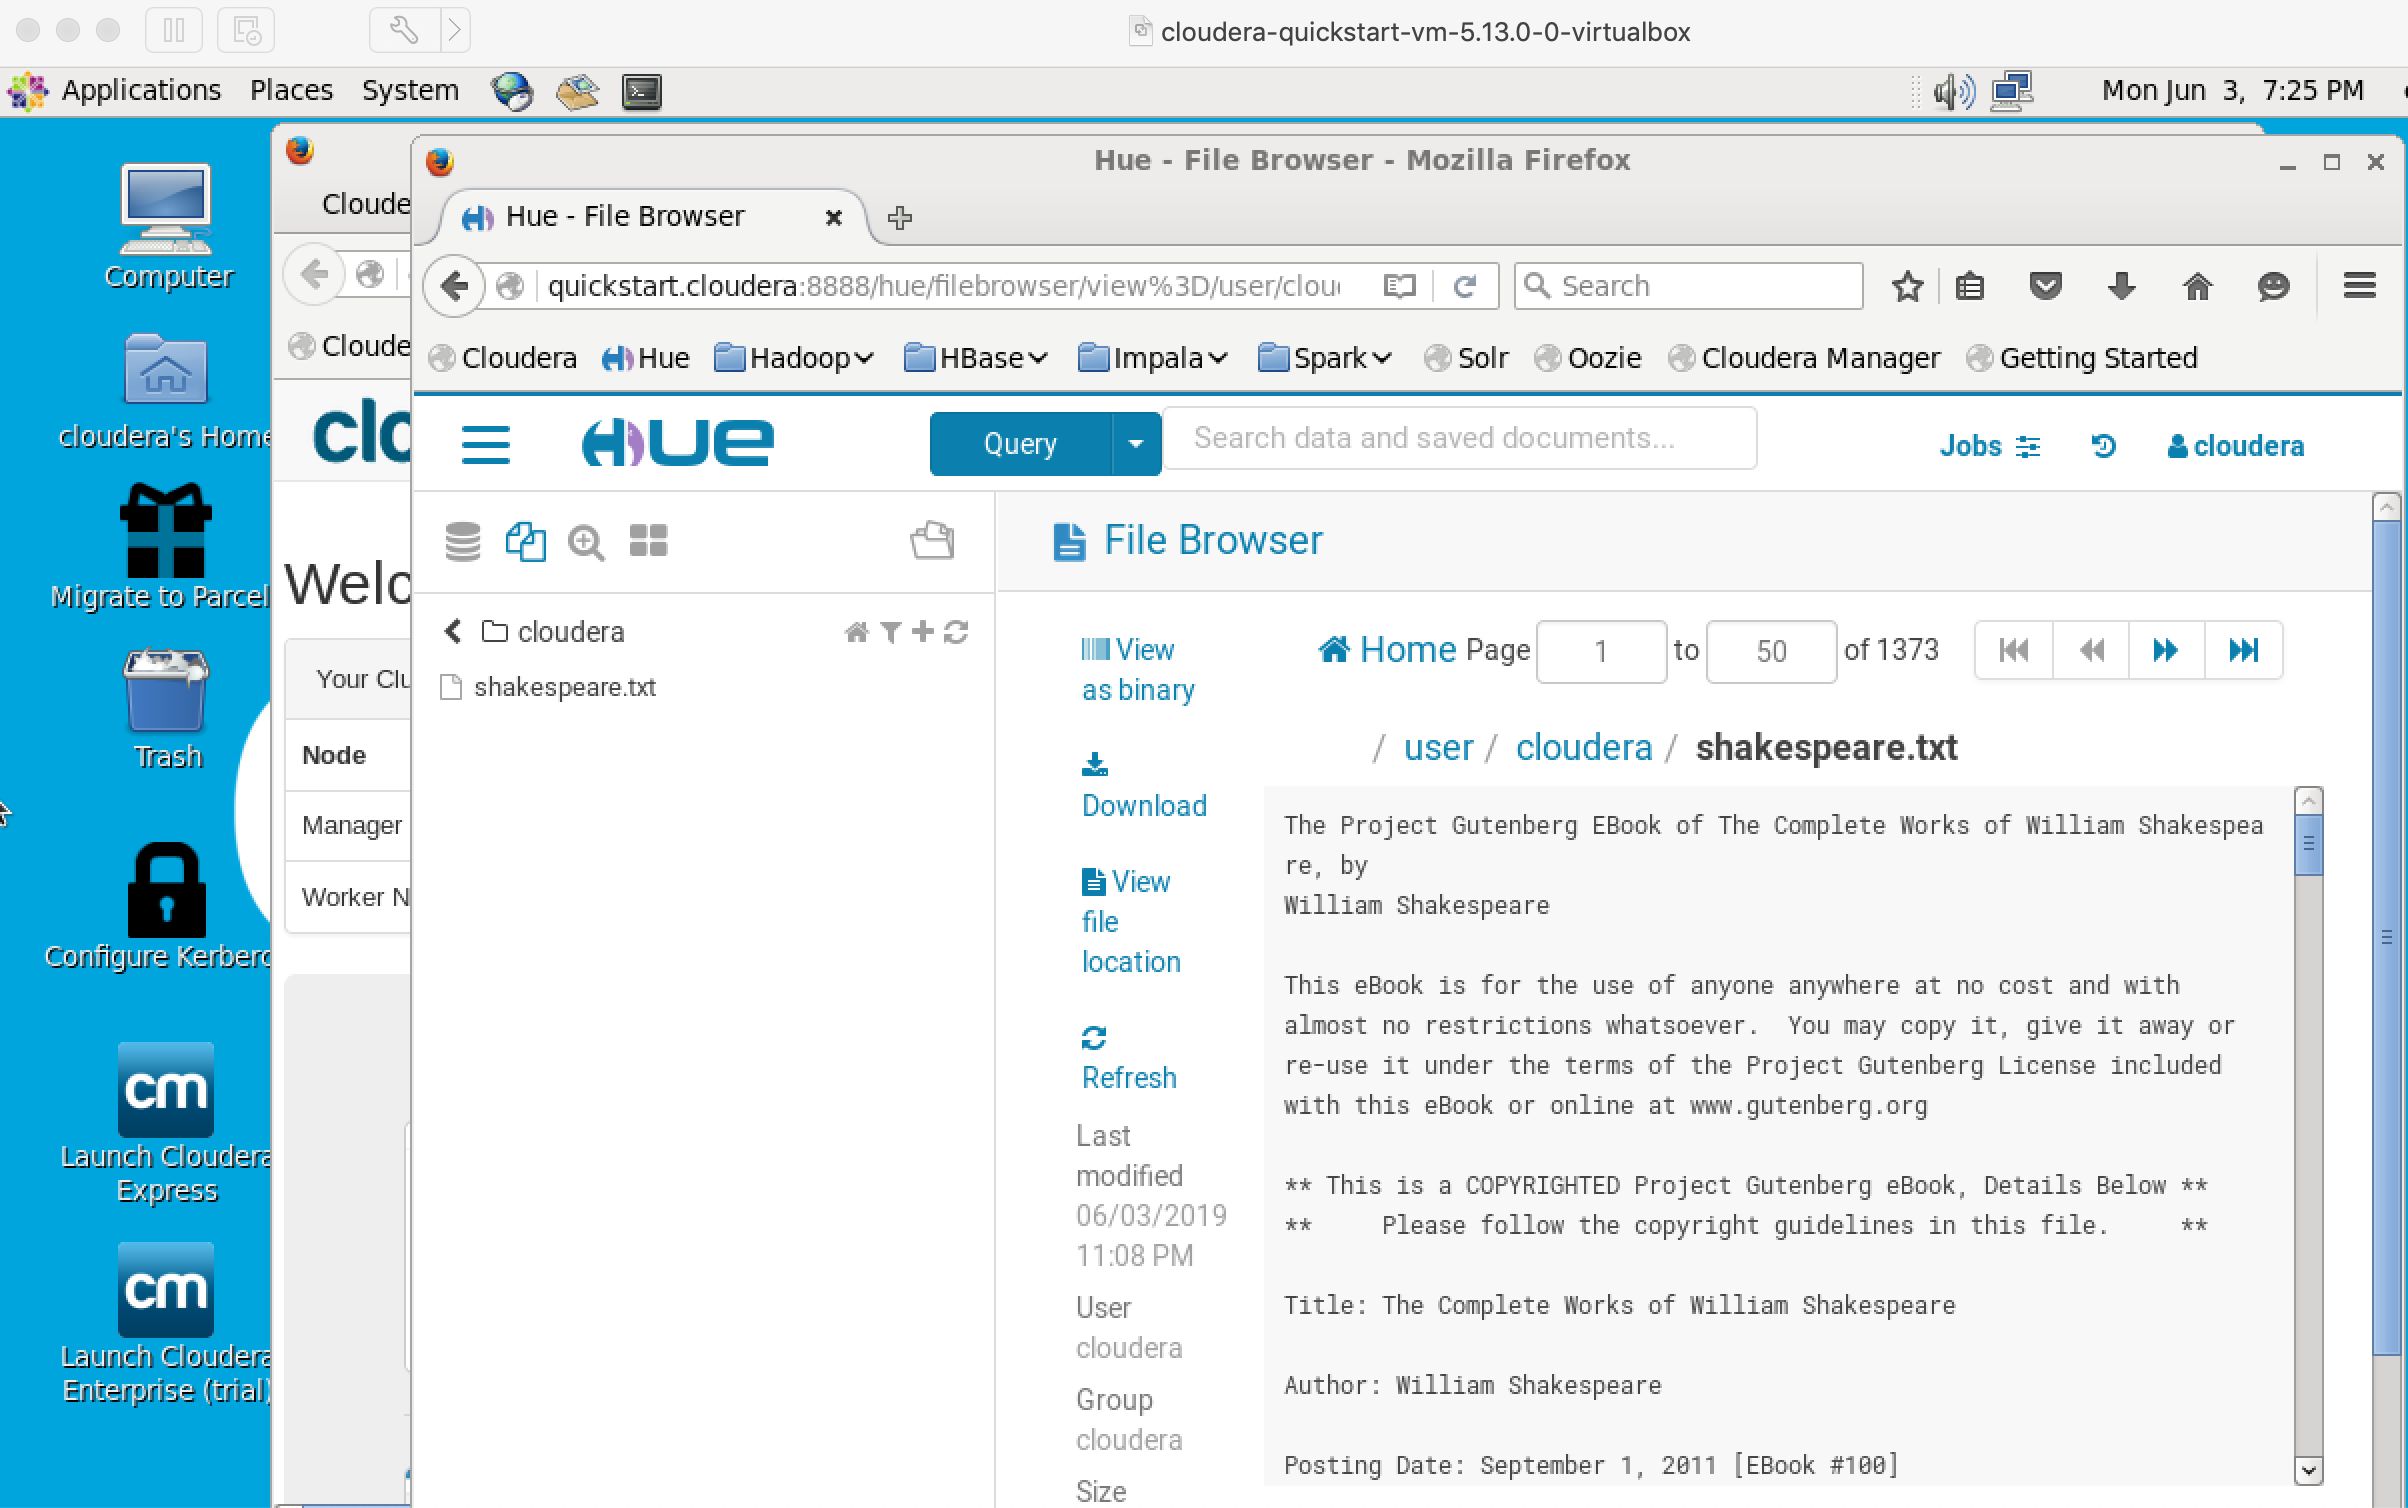 cloudera-quickstart-vm-5.13.0-0-virtualbox
Applications Places System Mon Jun 3, 7:25 PM
Computer
cloudera's Home
Migrate to Parcel
Trash
Configure Kerberc
cm
Launch Cloudera
Express
cm
Launch Cloudera
Enterprise (trial)
Cloude
Cloude
clo
Welc
Your Clu
Node
Manager
Worker N
Hue - File Browser - Mozilla Firefox
Hue - File Browser
quickstart.cloudera:8888/hue/filebrowser/view%3D/user/clou
Search
Cloudera Hue Hadoop HBase Impala Spark Solr Oozie Cloudera Manager Getting Started
HUE
Query
Search data and saved documents...
Jobs
cloudera
cloudera
shakespeare.txt
File Browser
View
as binary
Download
View
file
location
Refresh
Last
modified
06/03/2019
11:08 PM
User
cloudera
Group
cloudera
Size
Home Page 1 to 50 of 1373
/ user / cloudera / shakespeare.txt
The Project Gutenberg EBook of The Complete Works of William Shakespea
re, by
William Shakespeare
This eBook is for the use of anyone anywhere at no cost and with
almost no restrictions whatsoever.  You may copy it, give it away or
re-use it under the terms of the Project Gutenberg License included
with this eBook or online at www.gutenberg.org
** This is a COPYRIGHTED Project Gutenberg eBook, Details Below **
**     Please follow the copyright guidelines in this file.     **
Title: The Complete Works of William Shakespeare
Author: William Shakespeare
Posting Date: September 1, 2011 [EBook #100]